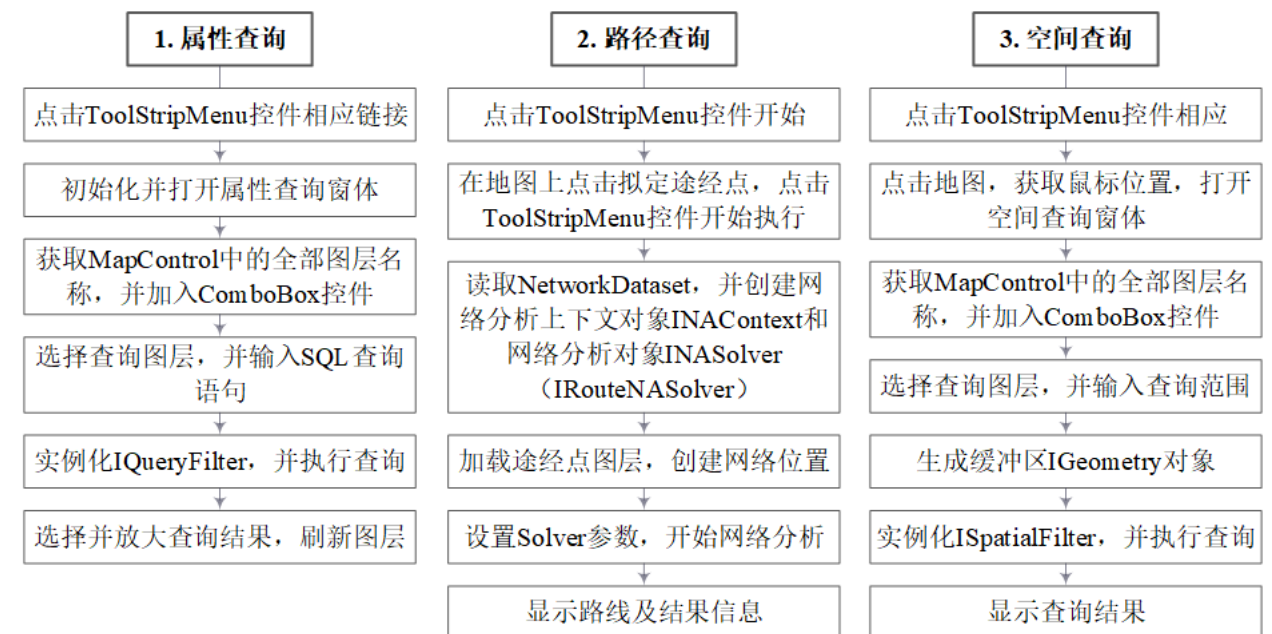 1. 属性查询
点击ToolStripMenu控件相应链接
初始化并打开属性查询窗体
获取MapControl中的全部图层名
称，并加入ComboBox控件
选择查询图层，并输入SQL查询
语句
实例化IQueryFilter，并执行查询
选择并放大查询结果，刷新图层
2. 路径查询
点击ToolStripMenu控件开始
在地图上点击拟定途经点，点击
ToolStripMenu控件开始执行
读取NetworkDataset，并创建网
络分析上下文对象INAContext和
网络分析对象INASolver
（IRouteNASolver）
加载途经点图层，创建网络位置
设置Solver参数，开始网络分析
显示路线及结果信息
3. 空间查询
点击ToolStripMenu控件相应
点击地图，获取鼠标位置，打开
空间查询窗体
获取MapControl中的全部图层名
称，并加入ComboBox控件
选择查询图层，并输入查询范围
生成缓冲区IGeometry对象
实例化ISpatialFilter，并执行查询
显示查询结果